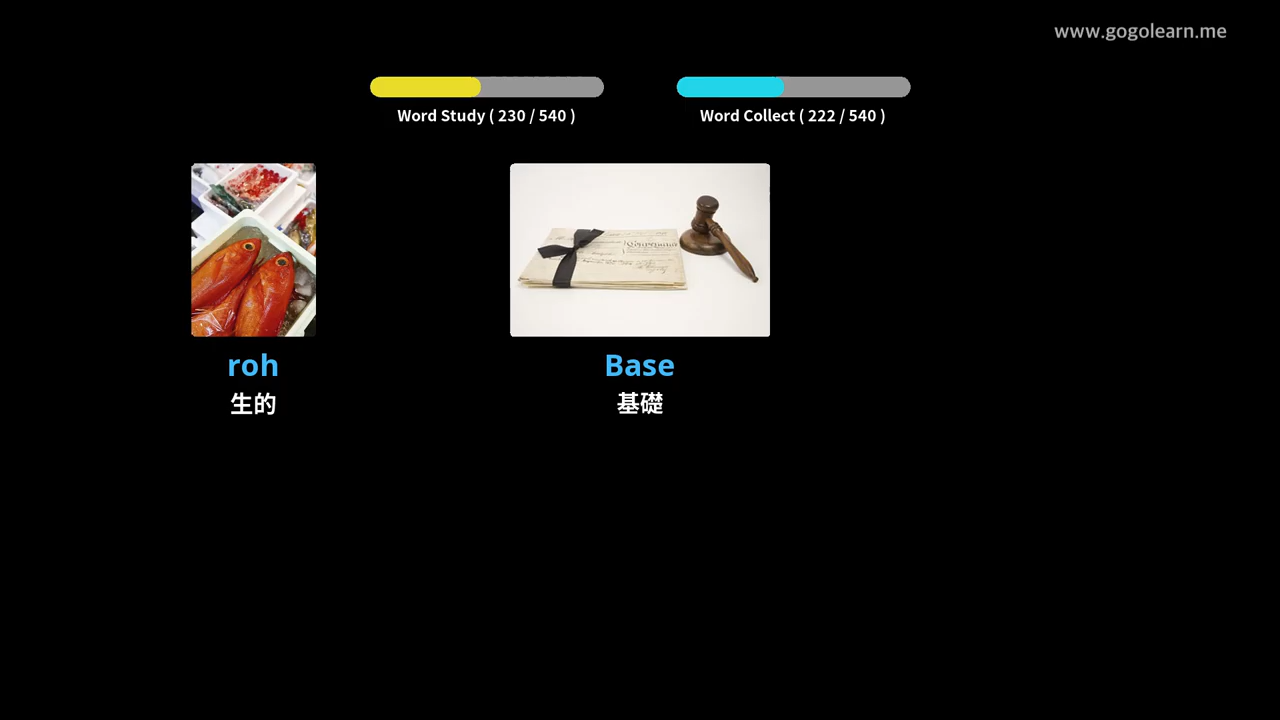 www.gogolearn.me
Word Study ( 230 / 540 )
Word Collect ( 222 / 540 )
roh
生的
Base
基礎